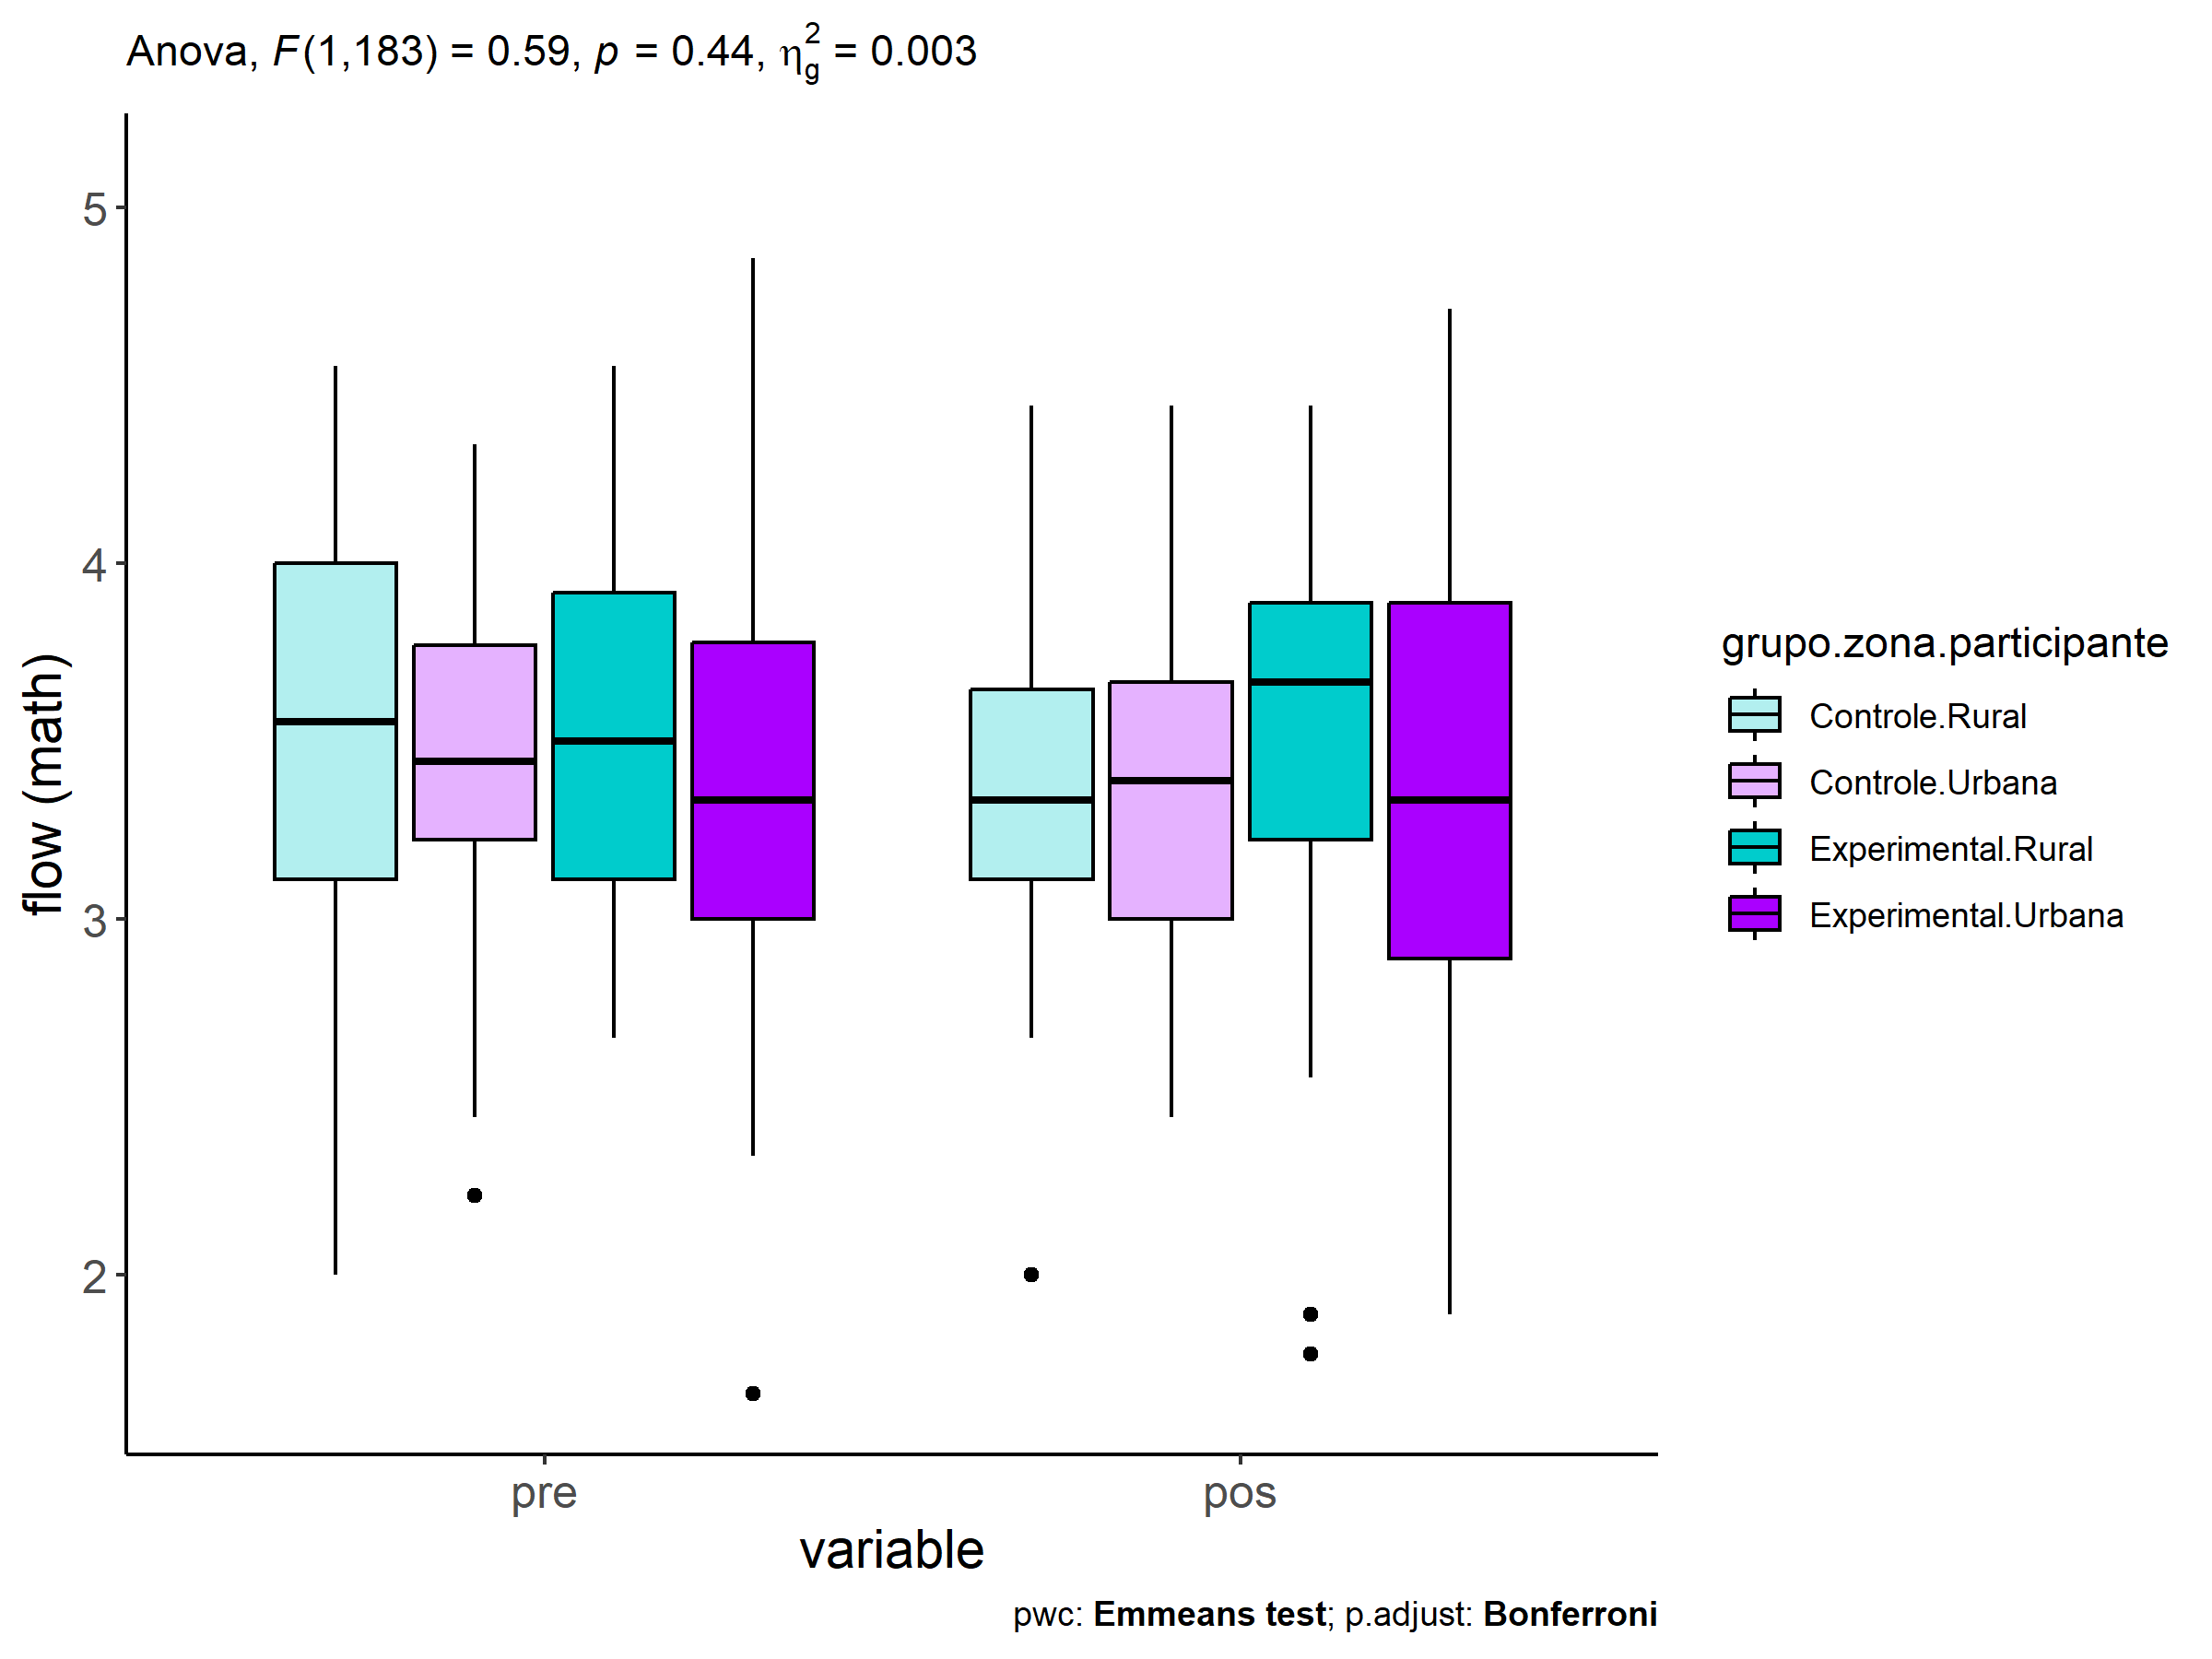 Anova, F(1,183) = 0.59, p = 0.44, η²g = 0.003
flow (math)
5
4
3
2
pre
pos
variable
grupo.zona.participante
Controle.Rural
Controle.Urbana
Experimental.Rural
Experimental.Urbana
pwc: Emmeans test; p.adjust: Bonferroni